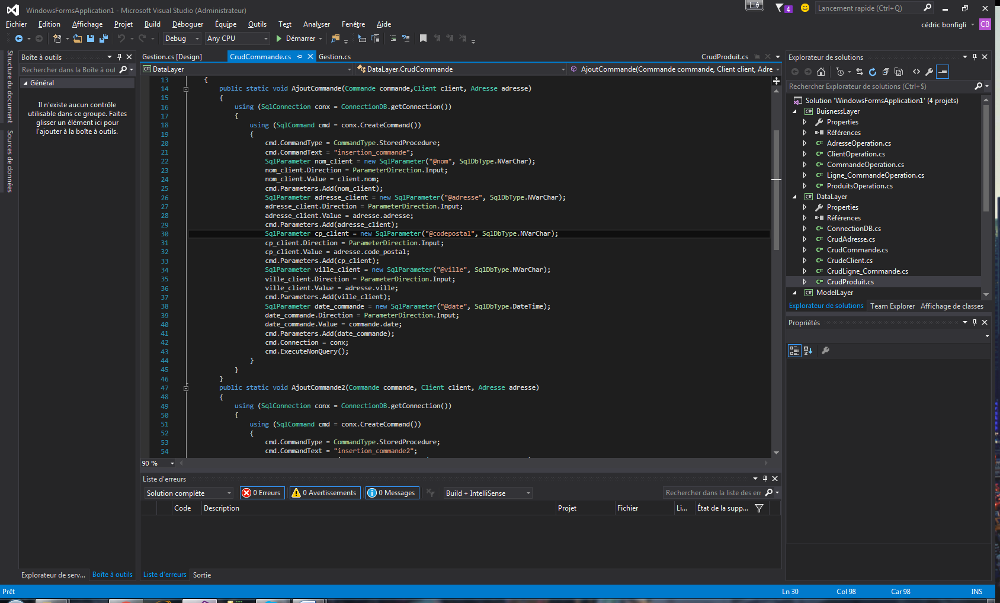 WindowsFormsApplication1 - Microsoft Visual Studio (Administrateur)
4
Lancement rapide (Ctrl+Q)
Fichier Edition Affichage Projet Build Déboguer Équipe Outils Test Analyser Fenêtre Aide
cédric bonfigli CB
Debug Any CPU Démarrer
Structure du document
Sources de données
Boîte à outils
Rechercher dans la Boîte à out
Général
Il n'existe aucun contrôle
utilisable dans ce groupe. Faites
glisser un élément ici pour
l'ajouter à la boîte à outils.
Explorateur de serv... Boîte à outils
Gestion.cs [Design] CrudCommande.cs Gestion.cs CrudProduit.cs
DataLayer DataLayer.CrudCommande AjoutCommande(Commande commande, Client client, Adre
13 {
14 public static void AjoutCommande(Commande commande,Client client, Adresse adresse)
15 {
16 using (SqlConnection conx = ConnectionDB.getConnection())
17 {
18 using (SqlCommand cmd = conx.CreateCommand())
19 {
20 cmd.CommandType = CommandType.StoredProcedure;
21 cmd.CommandText = "insertion_commande";
22 SqlParameter nom_client = new SqlParameter("@nom", SqlDbType.NVarChar);
23 nom_client.Direction = ParameterDirection.Input;
24 nom_client.Value = client.nom;
25 cmd.Parameters.Add(nom_client);
26 SqlParameter adresse_client = new SqlParameter("@adresse", SqlDbType.NVarChar);
27 adresse_client.Direction = ParameterDirection.Input;
28 adresse_client.Value = adresse.adresse;
29 cmd.Parameters.Add(adresse_client);
30 SqlParameter cp_client = new SqlParameter("@codepostal", SqlDbType.NVarChar);
31 cp_client.Direction = ParameterDirection.Input;
32 cp_client.Value = adresse.code_postal;
33 cmd.Parameters.Add(cp_client);
34 SqlParameter ville_client = new SqlParameter("@ville", SqlDbType.NVarChar);
35 ville_client.Direction = ParameterDirection.Input;
36 ville_client.Value = adresse.ville;
37 cmd.Parameters.Add(ville_client);
38 SqlParameter date_commande = new SqlParameter("@date", SqlDbType.DateTime);
39 date_commande.Direction = ParameterDirection.Input;
40 date_commande.Value = commande.date;
41 cmd.Parameters.Add(date_commande);
42 cmd.Connection = conx;
43 cmd.ExecuteNonQuery();
44 }
45 }
46 }
47 public static void AjoutCommande2(Commande commande, Client client, Adresse adresse)
48 {
49 using (SqlConnection conx = ConnectionDB.getConnection())
50 {
51 using (SqlCommand cmd = conx.CreateCommand())
52 {
53 cmd.CommandType = CommandType.StoredProcedure;
54 cmd.CommandText = "insertion_commande2";
90 %
Liste d'erreurs
Solution complète 0 Erreurs 0 Avertissements 0 Messages Build + IntelliSense Rechercher dans la liste des err
Code Description Projet Fichier Li... État de la supp...
Liste d'erreurs Sortie
Explorateur de solutions
Rechercher Explorateur de solutions (Ctrl+$)
Solution 'WindowsFormsApplication1' (4 projets)
C# BuisnessLayer
Properties
Références
C# AdresseOperation.cs
C# ClientOperation.cs
C# CommandeOperation.cs
C# Ligne_CommandeOperation.cs
C# ProduitsOperation.cs
C# DataLayer
Properties
Références
C# ConnectionDB.cs
C# CrudAdresse.cs
C# CrudCommande.cs
C# CrudeClient.cs
C# CrudLigne_Commande.cs
C# CrudProduit.cs
C# ModelLayer
Explorateur de solutions Team Explorer Affichage de classes
Propriétés
Prêt Ln 30 Col 98 Car 98 INS